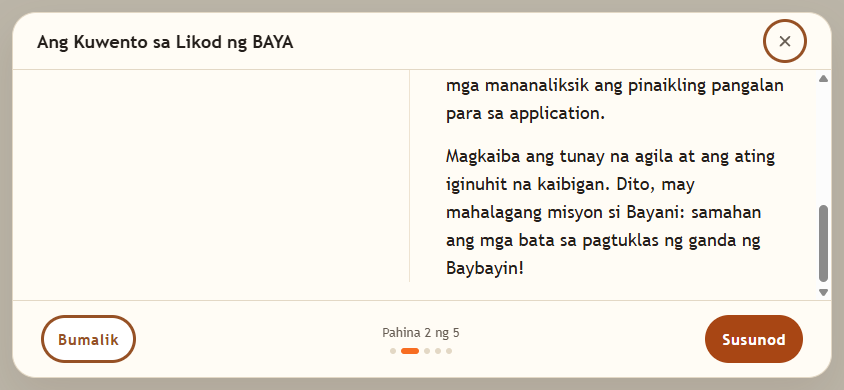 Ang Kuwento sa Likod ng BAYA
mga mananaliksik ang pinaikling pangalan
para sa application.
Magkaiba ang tunay na agila at ang ating
iginuhit na kaibigan. Dito, may
mahalagang misyon si Bayani: samahan
ang mga bata sa pagtuklas ng ganda ng
Baybayin!
Bumalik
Pahina 2 ng 5
Susunod